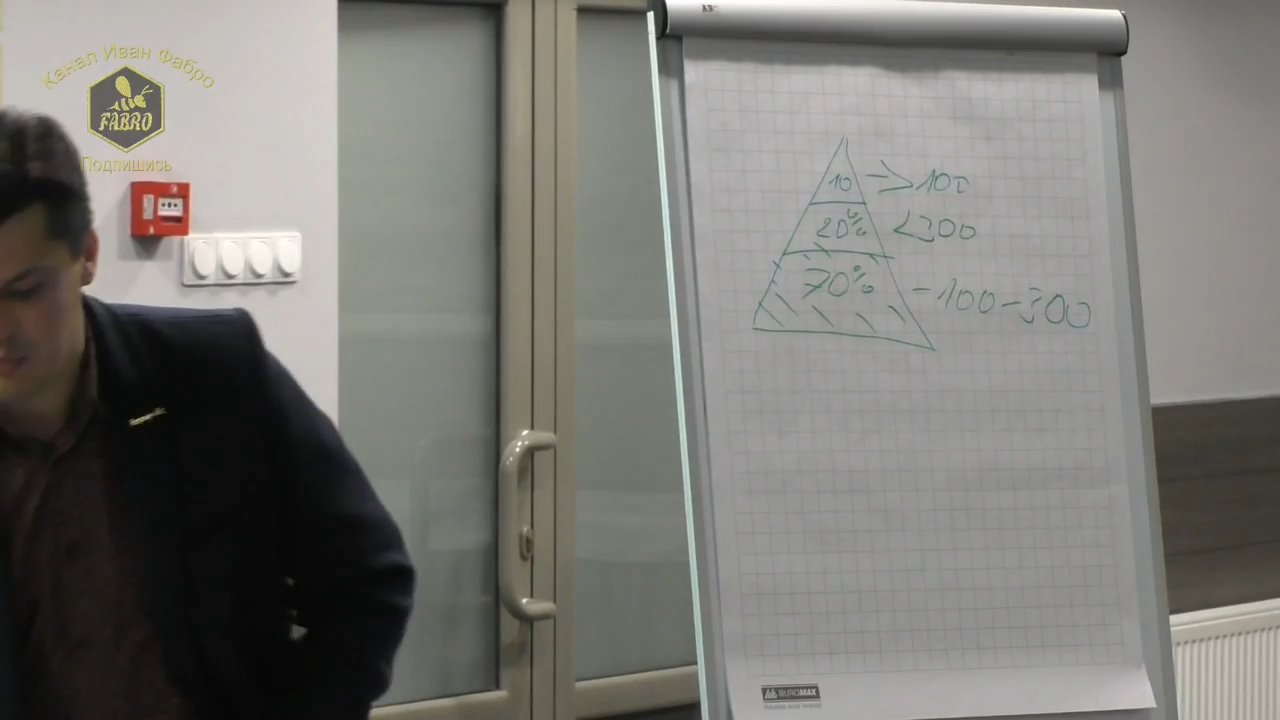 Канал Иван Фабро
FABRO
Подпишись
10 -> 100
20% <300
70% -100-300
BUROMAX